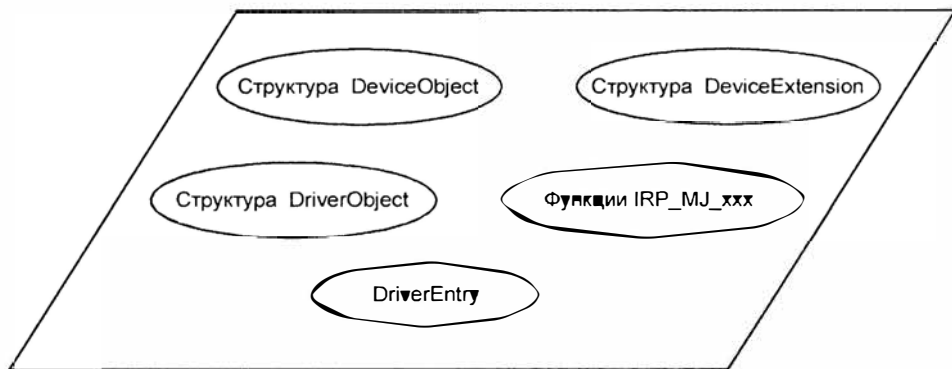 Структура DeviceObject
Структура DeviceExtension
Структура DriverObject
Функции IRP_MJ_xxx
DriverEntry